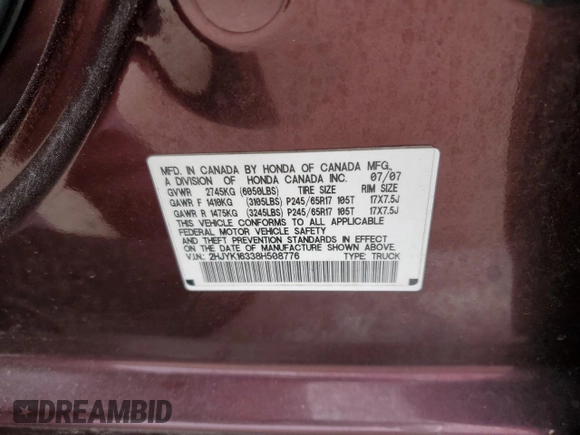 MFD. IN CANADA BY HONDA OF CANADA MFG.,
A DIVISION OF HONDA CANADA INC. 07/07
GVWR 2745KG (6050LBS) TIRE SIZE RIM SIZE
GAWR F 1410KG (3105LBS) P245/65R17 105T 17X7.5J
GAWR R 1475KG (3245LBS) P245/65R17 105T 17X7.5J
THIS VEHICLE CONFORMS TO ALL APPLICABLE
FEDERAL MOTOR VEHICLE SAFETY
AND THEFT PREVENTION STANDARDS IN EFFECT
ON THE DATE OF MANUFACTURE SHOWN ABOVE.
V.I.N.: 2HJYK16338H508776 TYPE: TRUCK
DREAMBID